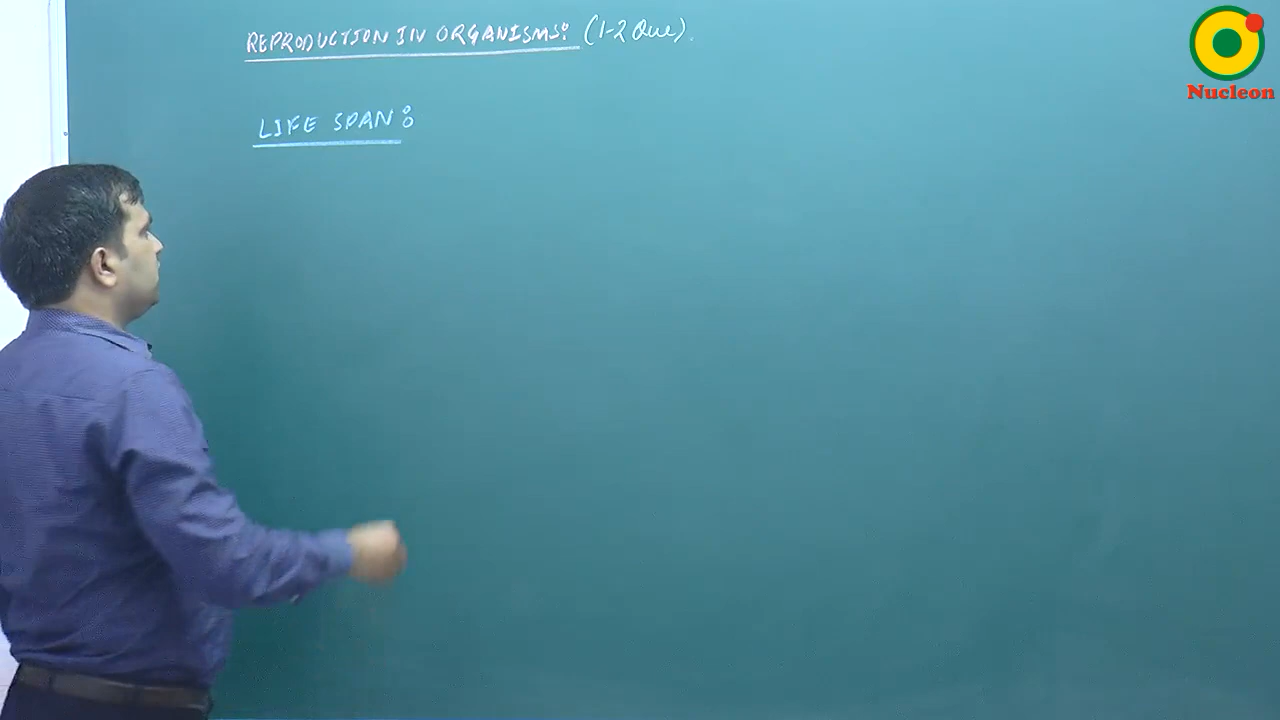 REPRODUCTION IN ORGANISMS: (1-2 Que).
LIFE SPAN:
Nucleon